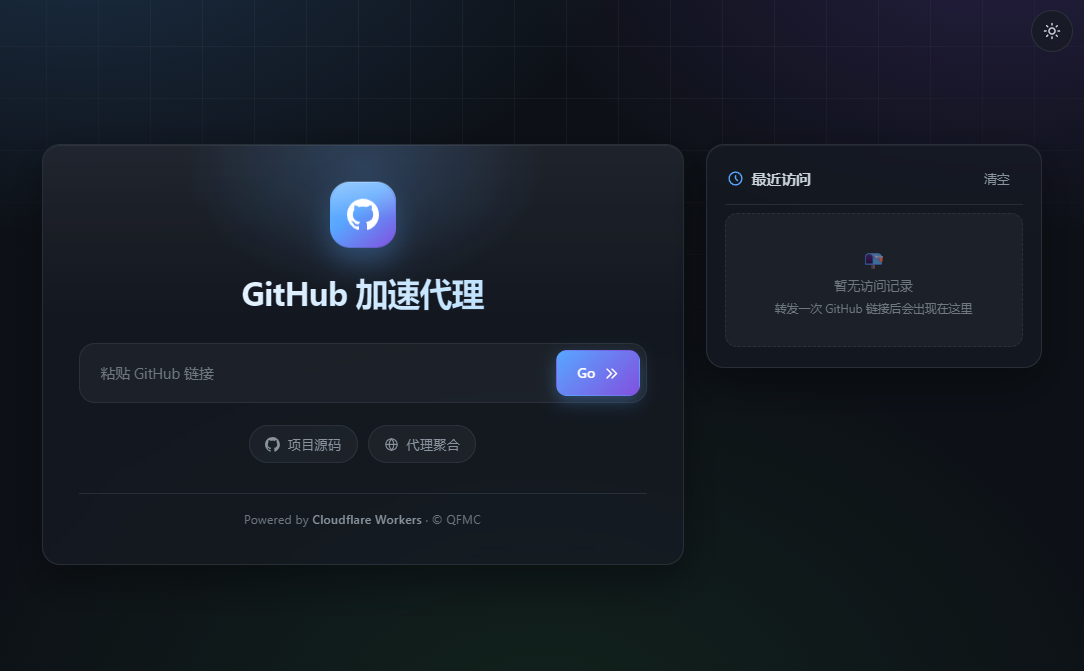 GitHub 加速代理
粘贴 GitHub 链接
Go
项目源码
代理聚合
Powered by Cloudflare Workers · © QFMC
最近访问
清空
暂无访问记录
转发一次 GitHub 链接后会出现在这里